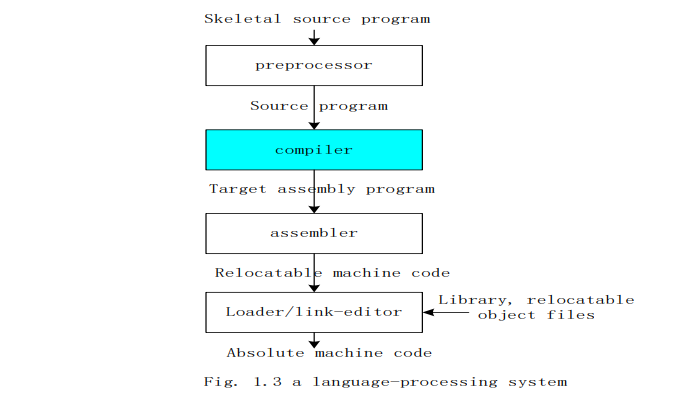 Skeletal source program
preprocessor
Source program
compiler
Target assembly program
assembler
Relocatable machine code
Loader/link-editor
Library, relocatable
object files
Absolute machine code
Fig. 1.3 a language-processing system